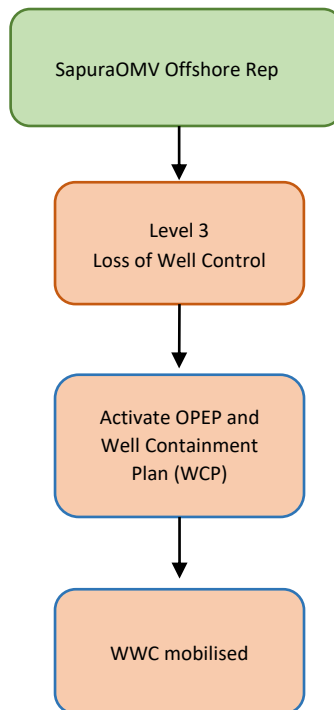 SapuraOMV Offshore Rep
Level 3
Loss of Well Control
Activate OPEP and
Well Containment
Plan (WCP)
WWC mobilised